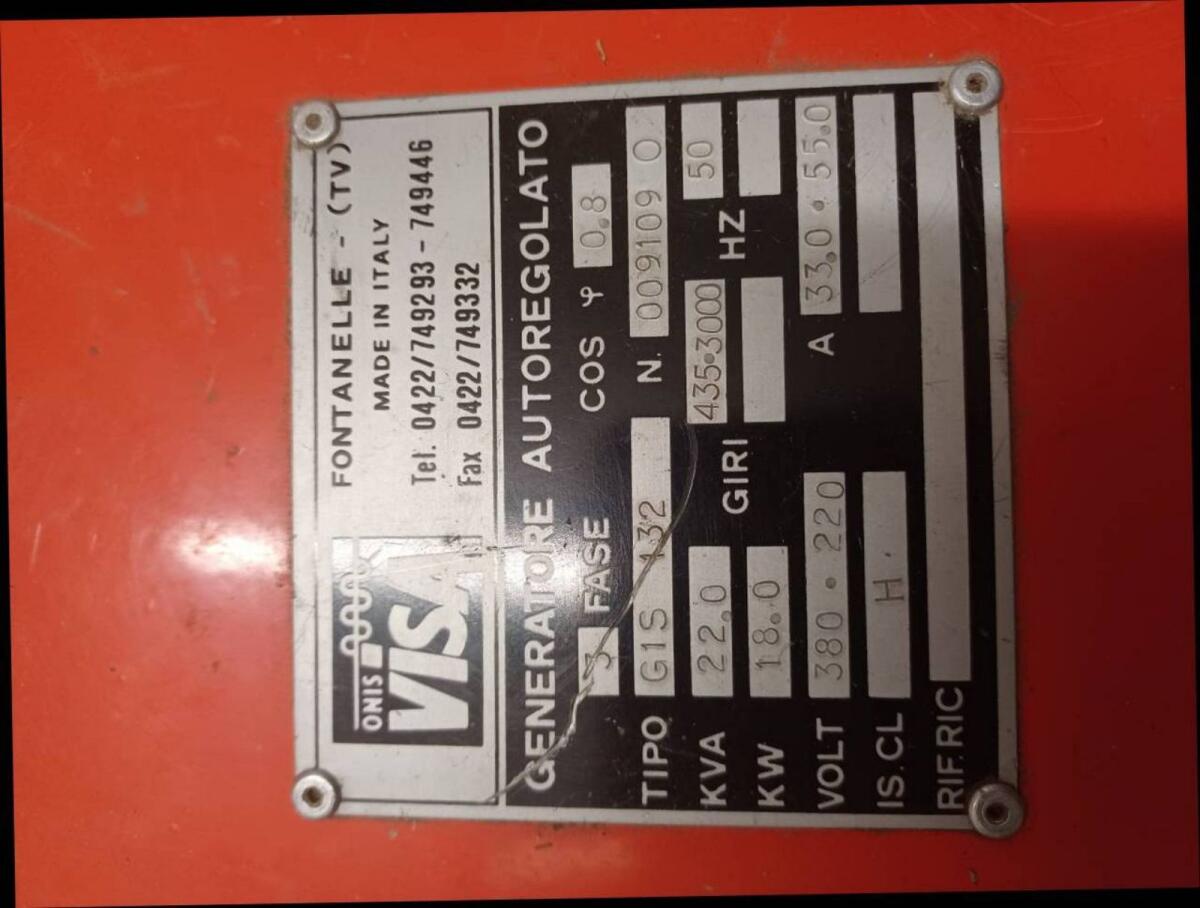 ONIS VISA
FONTANELLE - (TV)
MADE IN ITALY
Tel. 0422/749293 - 749446
Fax 0422/749332
GENERATORE AUTOREGOLATO
3 FASE COS φ 0.8
TIPO G1S 132 N. 009109 0
KVA 22.0 GIRI 435·3000 HZ 50
KW 18.0
VOLT 380·220 A 33.0·55.0
IS.CL H
RIF.RIC